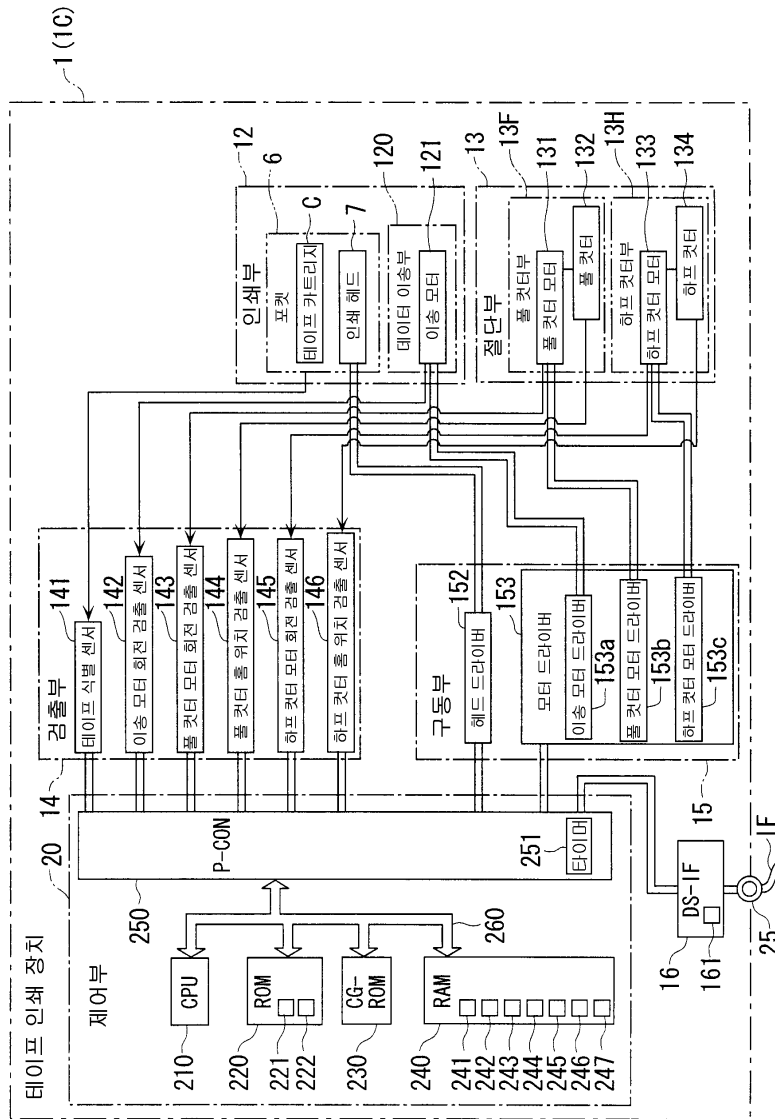 1 (1C)
테이프 인쇄 장치
12
6
C
7
120
121
13
13F
131
132
13H
133
134
인쇄부
포켓
테이프 카트리지
인쇄 헤드
데이터 이송부
이송 모터
절단부
풀 컷터부
풀 컷터 모터
풀 컷터
하프 컷터부
하프 컷터 모터
하프 컷터
검출부
14
141
테이프 식별 센서
142
이송 모터 회전 검출 센서
143
풀 컷터 모터 회전 검출 센서
144
풀 컷터 홈 위치 검출 센서
145
하프 컷터 모터 회전 검출 센서
146
하프 컷터 홈 위치 검출 센서
구동부
15
152
헤드 드라이버
153
모터 드라이버
이송 모터 드라이버
153a
풀 컷터 모터 드라이버
153b
하프 컷터 모터 드라이버
153c
20
250
P-CON
251
타이머
제어부
260
CPU
210
ROM
220
221
222
CG-
ROM
230
RAM
240
241
242
243
244
245
246
247
DS-IF
16
161
25
IF